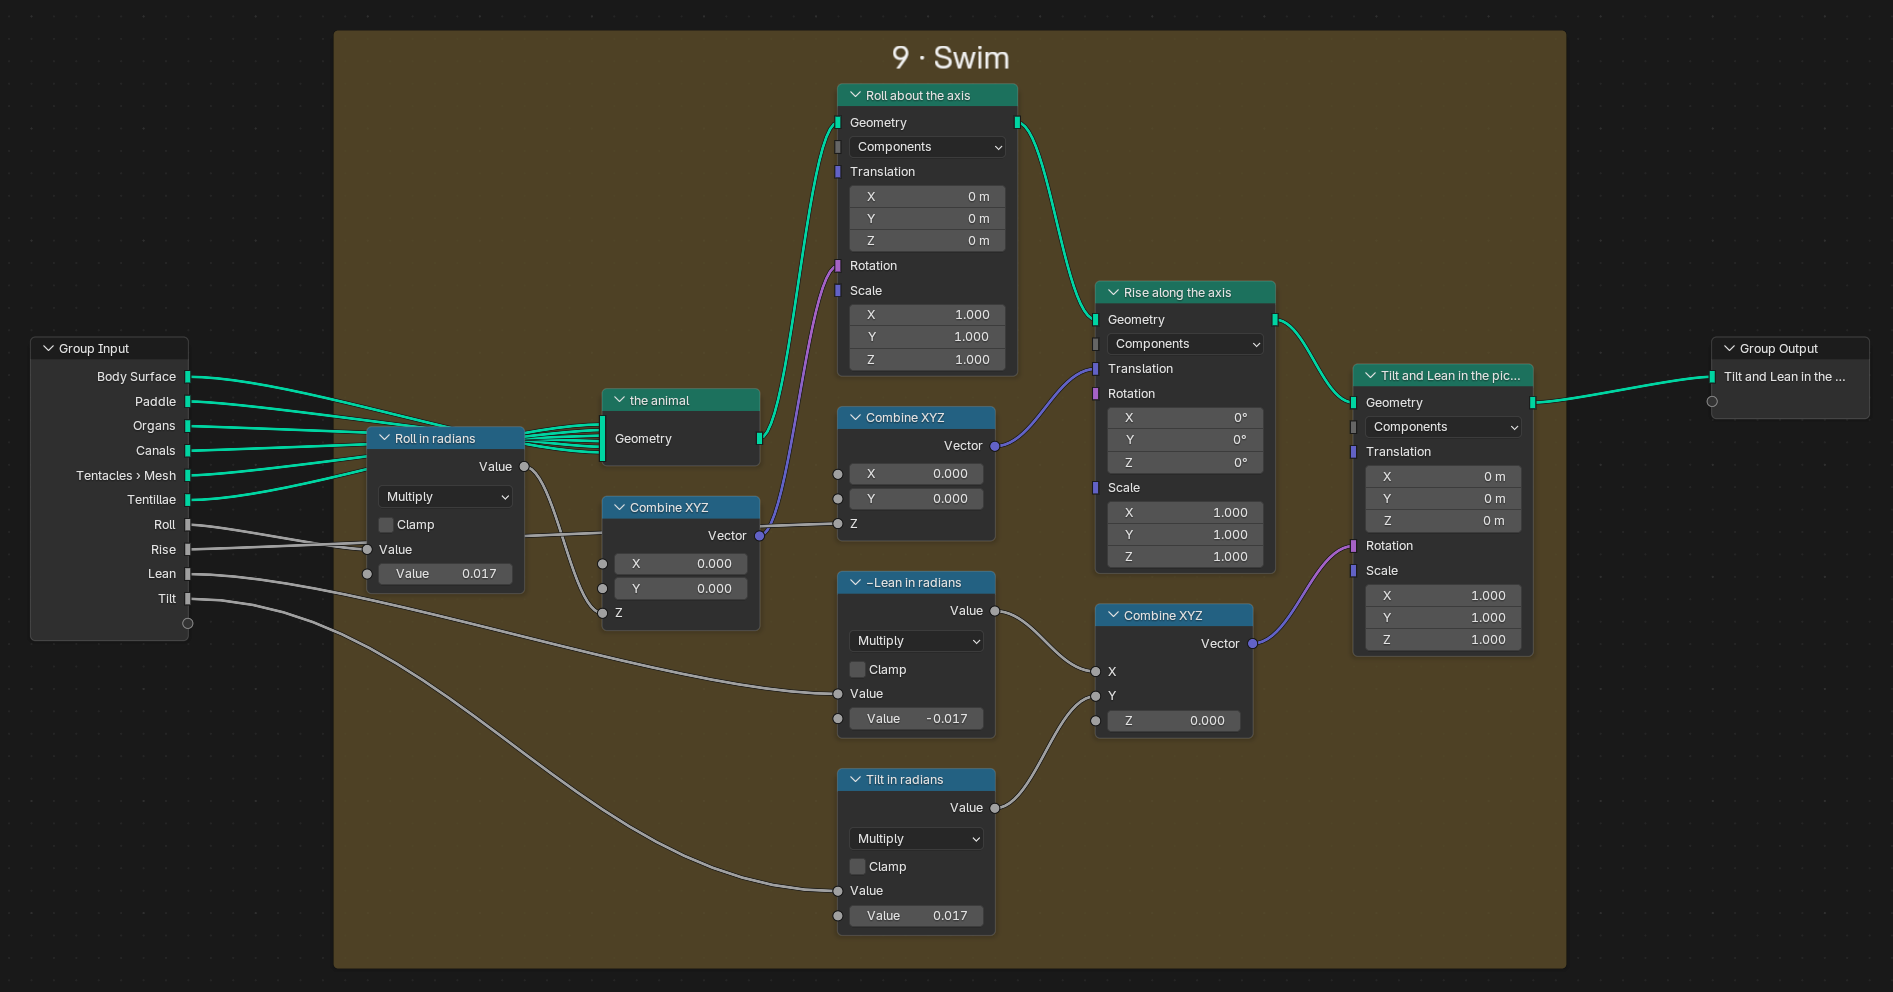 9 · Swim
Group Input
Body Surface
Paddle
Organs
Canals
Tentacles › Mesh
Tentillae
Roll
Rise
Lean
Tilt
Roll in radians
Value
Multiply
Clamp
Value
Value 0.017
the animal
Geometry
Combine XYZ
Vector
X 0.000
Y 0.000
Z
Roll about the axis
Geometry
Components
Translation
X 0 m
Y 0 m
Z 0 m
Rotation
Scale
X 1.000
Y 1.000
Z 1.000
Combine XYZ
Vector
X 0.000
Y 0.000
Z
−Lean in radians
Value
Multiply
Clamp
Value
Value -0.017
Tilt in radians
Value
Multiply
Clamp
Value
Value 0.017
Rise along the axis
Geometry
Components
Translation
Rotation
X 0°
Y 0°
Z 0°
Scale
X 1.000
Y 1.000
Z 1.000
Combine XYZ
Vector
X
Y
Z 0.000
Tilt and Lean in the pic...
Geometry
Components
Translation
X 0 m
Y 0 m
Z 0 m
Rotation
Scale
X 1.000
Y 1.000
Z 1.000
Group Output
Tilt and Lean in the ...